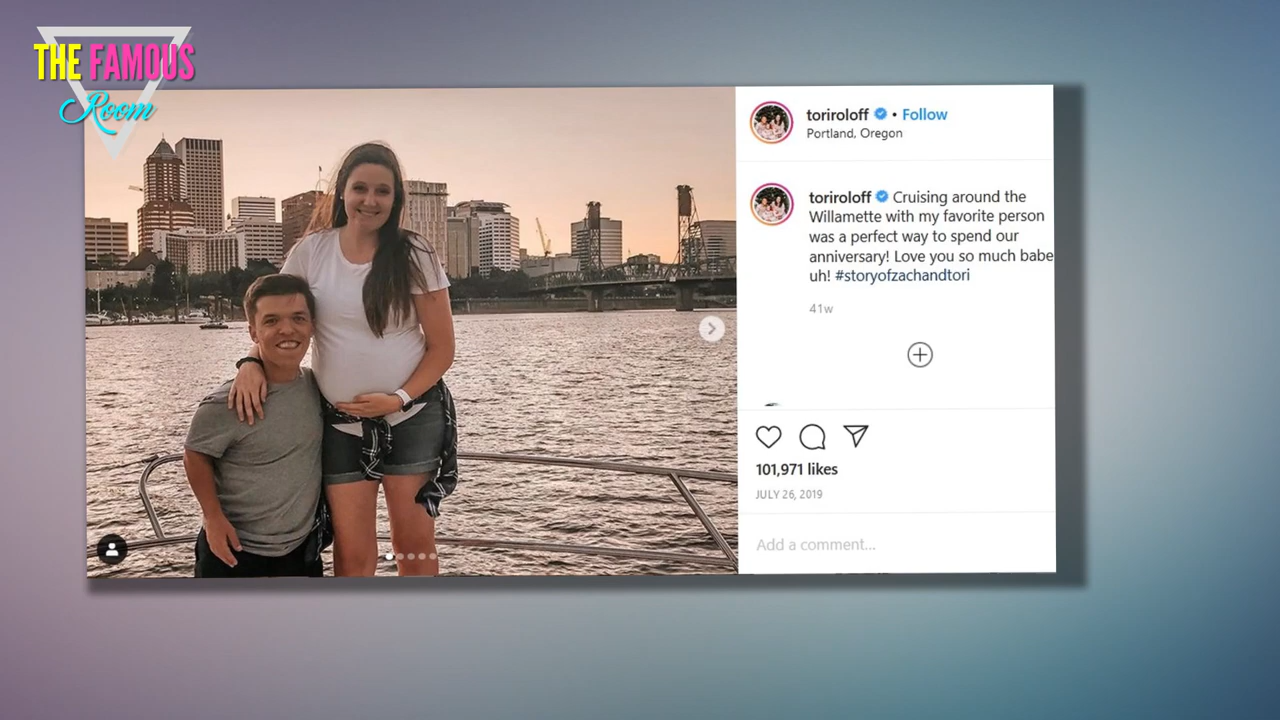 THE FAMOUS
Room
toriroloff • Follow
Portland, Oregon
toriroloff Cruising around the
Willamette with my favorite person
was a perfect way to spend our
anniversary! Love you so much babe
uh! #storyofzachandtori
41w
101,971 likes
JULY 26, 2019
Add a comment...